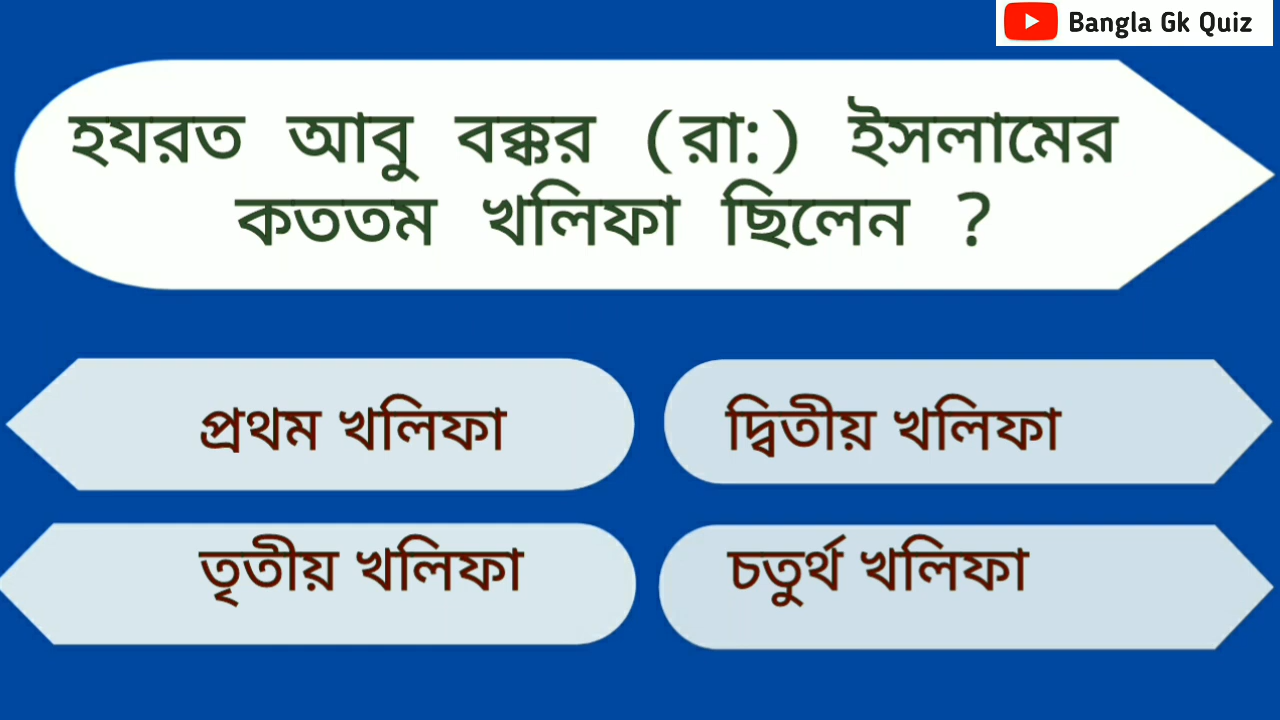 Bangla Gk Quiz
হযরত আবু বক্কর (রা:) ইসলামের
কততম খলিফা ছিলেন ?
প্রথম খলিফা
দ্বিতীয় খলিফা
তৃতীয় খলিফা
চতুর্থ খলিফা